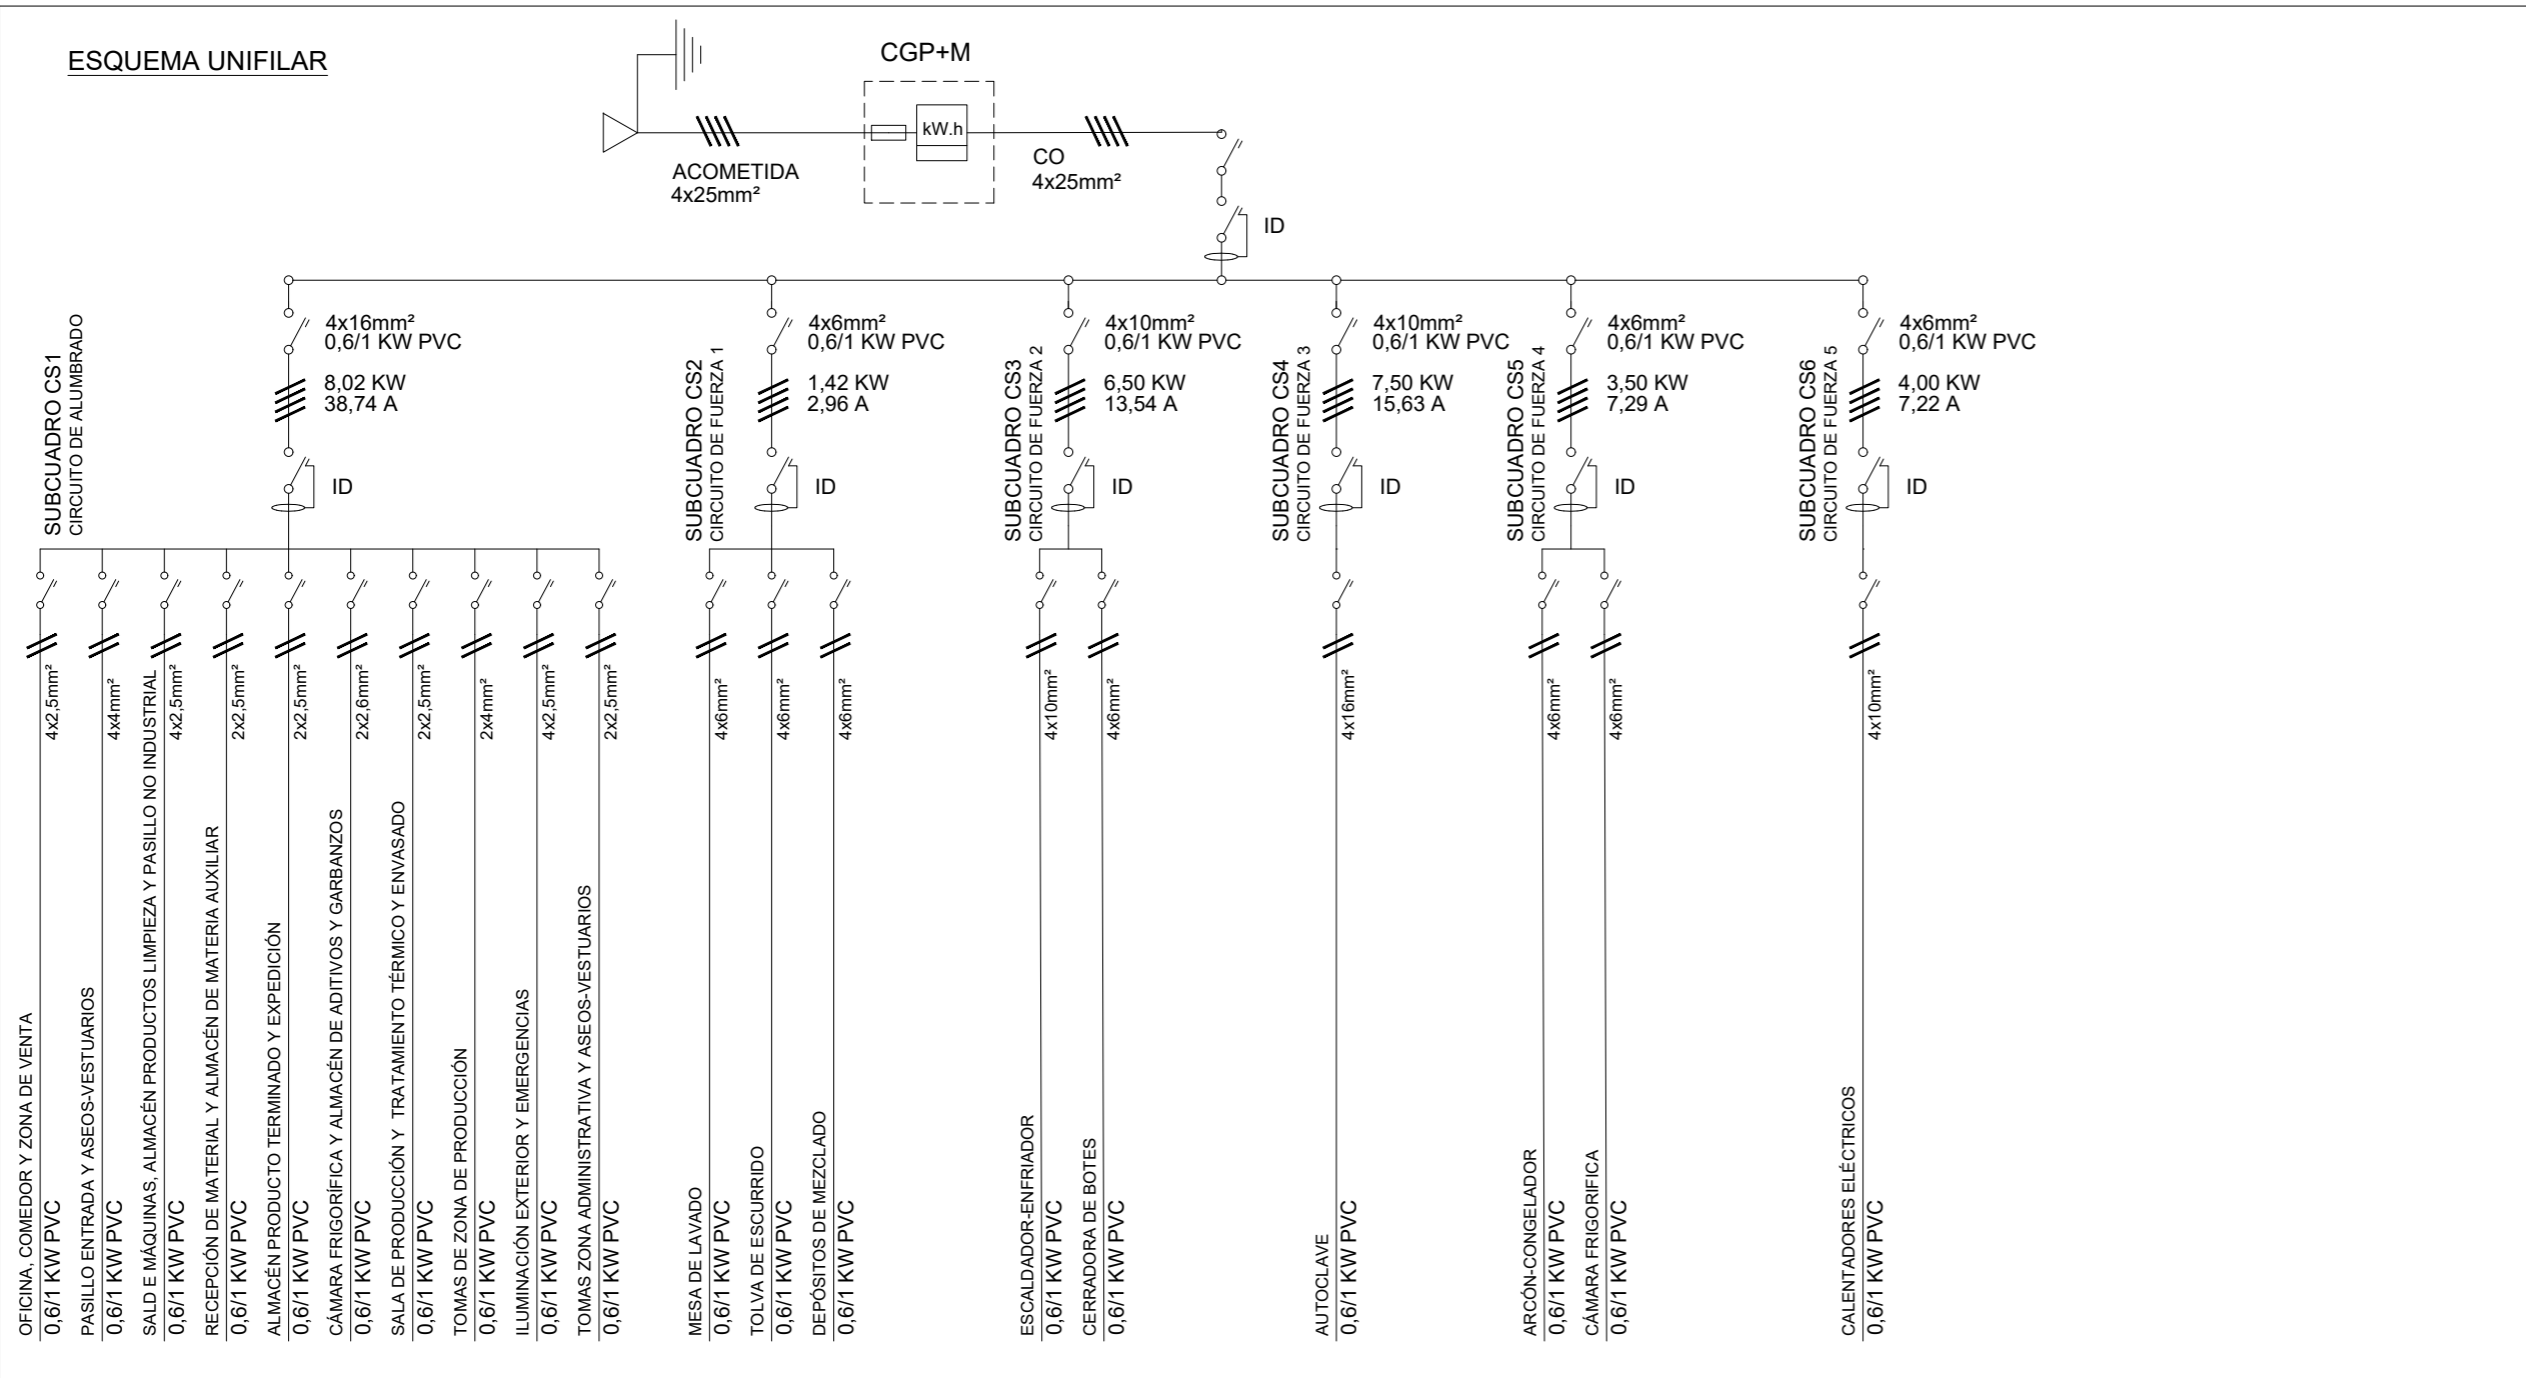 ESQUEMA UNIFILAR
CGP+M
kW.h
ACOMETIDA
4x25mm²
CO
4x25mm²
ID
SUBCUADRO CS1
CIRCUITO DE ALUMBRADO
4x16mm²
0,6/1 KW PVC
8,02 KW
38,74 A
ID
SUBCUADRO CS2
CIRCUITO DE FUERZA 1
4x6mm²
0,6/1 KW PVC
1,42 KW
2,96 A
ID
SUBCUADRO CS3
CIRCUITO DE FUERZA 2
4x10mm²
0,6/1 KW PVC
6,50 KW
13,54 A
ID
SUBCUADRO CS4
CIRCUITO DE FUERZA 3
4x10mm²
0,6/1 KW PVC
7,50 KW
15,63 A
ID
SUBCUADRO CS5
CIRCUITO DE FUERZA 4
4x6mm²
0,6/1 KW PVC
3,50 KW
7,29 A
ID
SUBCUADRO CS6
CIRCUITO DE FUERZA 5
4x6mm²
0,6/1 KW PVC
4,00 KW
7,22 A
ID
OFICINA, COMEDOR Y ZONA DE VENTA
4x2,5mm²
0,6/1 KW PVC
PASILLO ENTRADA Y ASEOS-VESTUARIOS
4x4mm²
0,6/1 KW PVC
SALD E MÁQUINAS, ALMACÉN PRODUCTOS LIMPIEZA Y PASILLO NO INDUSTRIAL
4x2,5mm²
0,6/1 KW PVC
RECEPCIÓN DE MATERIAL Y ALMACÉN DE MATERIA AUXILIAR
2x2,5mm²
0,6/1 KW PVC
ALMACÉN PRODUCTO TERMINADO Y EXPEDICIÓN
2x2,5mm²
0,6/1 KW PVC
CÁMARA FRIGORÍFICA Y ALMACÉN DE ADITIVOS Y GARBANZOS
2x2,6mm²
0,6/1 KW PVC
SALA DE PRODUCCIÓN Y TRATAMIENTO TÉRMICO Y ENVASADO
2x2,5mm²
0,6/1 KW PVC
TOMAS DE ZONA DE PRODUCCIÓN
2x4mm²
0,6/1 KW PVC
ILUMINACIÓN EXTERIOR Y EMERGENCIAS
4x2,5mm²
0,6/1 KW PVC
TOMAS ZONA ADMINISTRATIVA Y ASEOS-VESTUARIOS
2x2,5mm²
0,6/1 KW PVC
MESA DE LAVADO
4x6mm²
0,6/1 KW PVC
TOLVA DE ESCURRIDO
4x6mm²
0,6/1 KW PVC
DEPÓSITOS DE MEZCLADO
4x6mm²
0,6/1 KW PVC
ESCALDADOR-ENFRIADOR
4x10mm²
0,6/1 KW PVC
CERRADORA DE BOTES
4x6mm²
0,6/1 KW PVC
AUTOCLAVE
4x16mm²
0,6/1 KW PVC
ARCÓN-CONGELADOR
4x6mm²
0,6/1 KW PVC
CÁMARA FRIGORIFICA
4x6mm²
0,6/1 KW PVC
CALENTADORES ELÉCTRICOS
4x10mm²
0,6/1 KW PVC